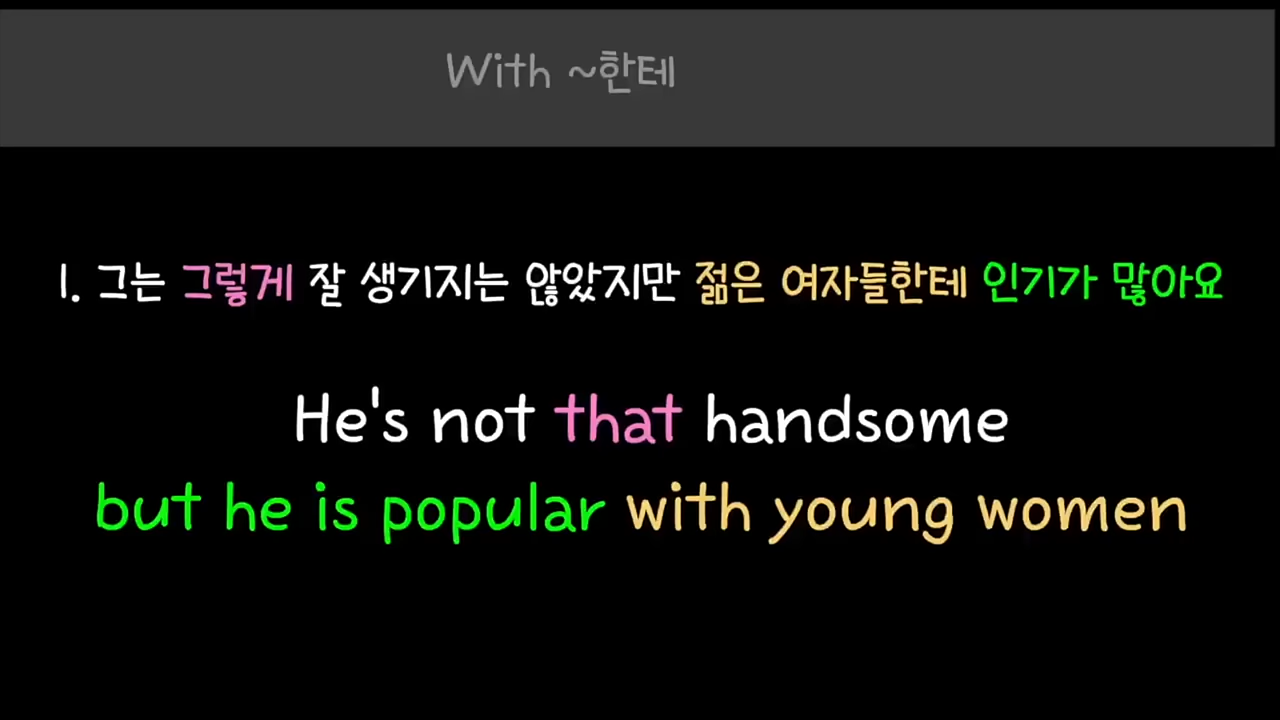 With ~한테
1. 그는 그렇게 잘 생기지는 않았지만 젊은 여자들한테 인기가 많아요
He's not that handsome
but he is popular with young women